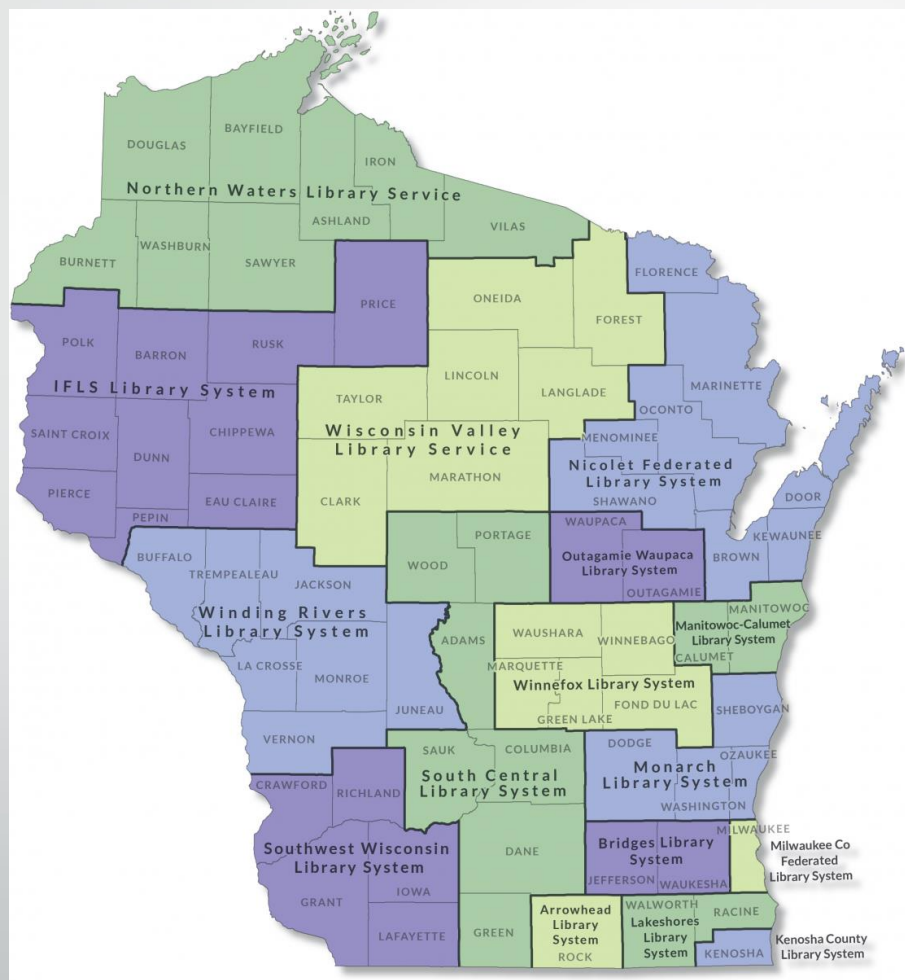 DOUGLAS
BAYFIELD
IRON
Northern Waters Library Service
ASHLAND
VILAS
BURNETT
WASHBURN
SAWYER
FLORENCE
PRICE
ONEIDA
FOREST
POLK
BARRON
RUSK
IFLS Library System
TAYLOR
LINCOLN
LANGLADE
MARINETTE
OCONTO
SAINT CROIX
CHIPPEWA
DUNN
Wisconsin Valley
Library Service
MENOMINEE
Nicolet Federated
Library System
MARATHON
PIERCE
EAU CLAIRE
CLARK
SHAWANO
DOOR
PEPIN
WAUPACA
KEWAUNEE
BUFFALO
TREMPEALEAU
JACKSON
WOOD
PORTAGE
Outagamie Waupaca
Library System
OUTAGAMIE
BROWN
Winding Rivers
Library System
ADAMS
WAUSHARA
WINNEBAGO
MANITOWOC
Manitowoc-Calumet
Library System
CALUMET
LA CROSSE
MONROE
MARQUETTE
Winnefox Library System
JUNEAU
GREEN LAKE
FOND DU LAC
SHEBOYGAN
VERNON
SAUK
COLUMBIA
DODGE
OZAUKEE
South Central
Library System
Monarch
Library System
WASHINGTON
CRAWFORD
RICHLAND
MILWAUKEE
Milwaukee Co
Federated
Library System
Southwest Wisconsin
Library System
DANE
Bridges Library
System
JEFFERSON
WAUKESHA
GRANT
IOWA
LAFAYETTE
GREEN
Arrowhead
Library
System
ROCK
WALWORTH
Lakeshores
Library
System
RACINE
KENOSHA
Kenosha County
Library System